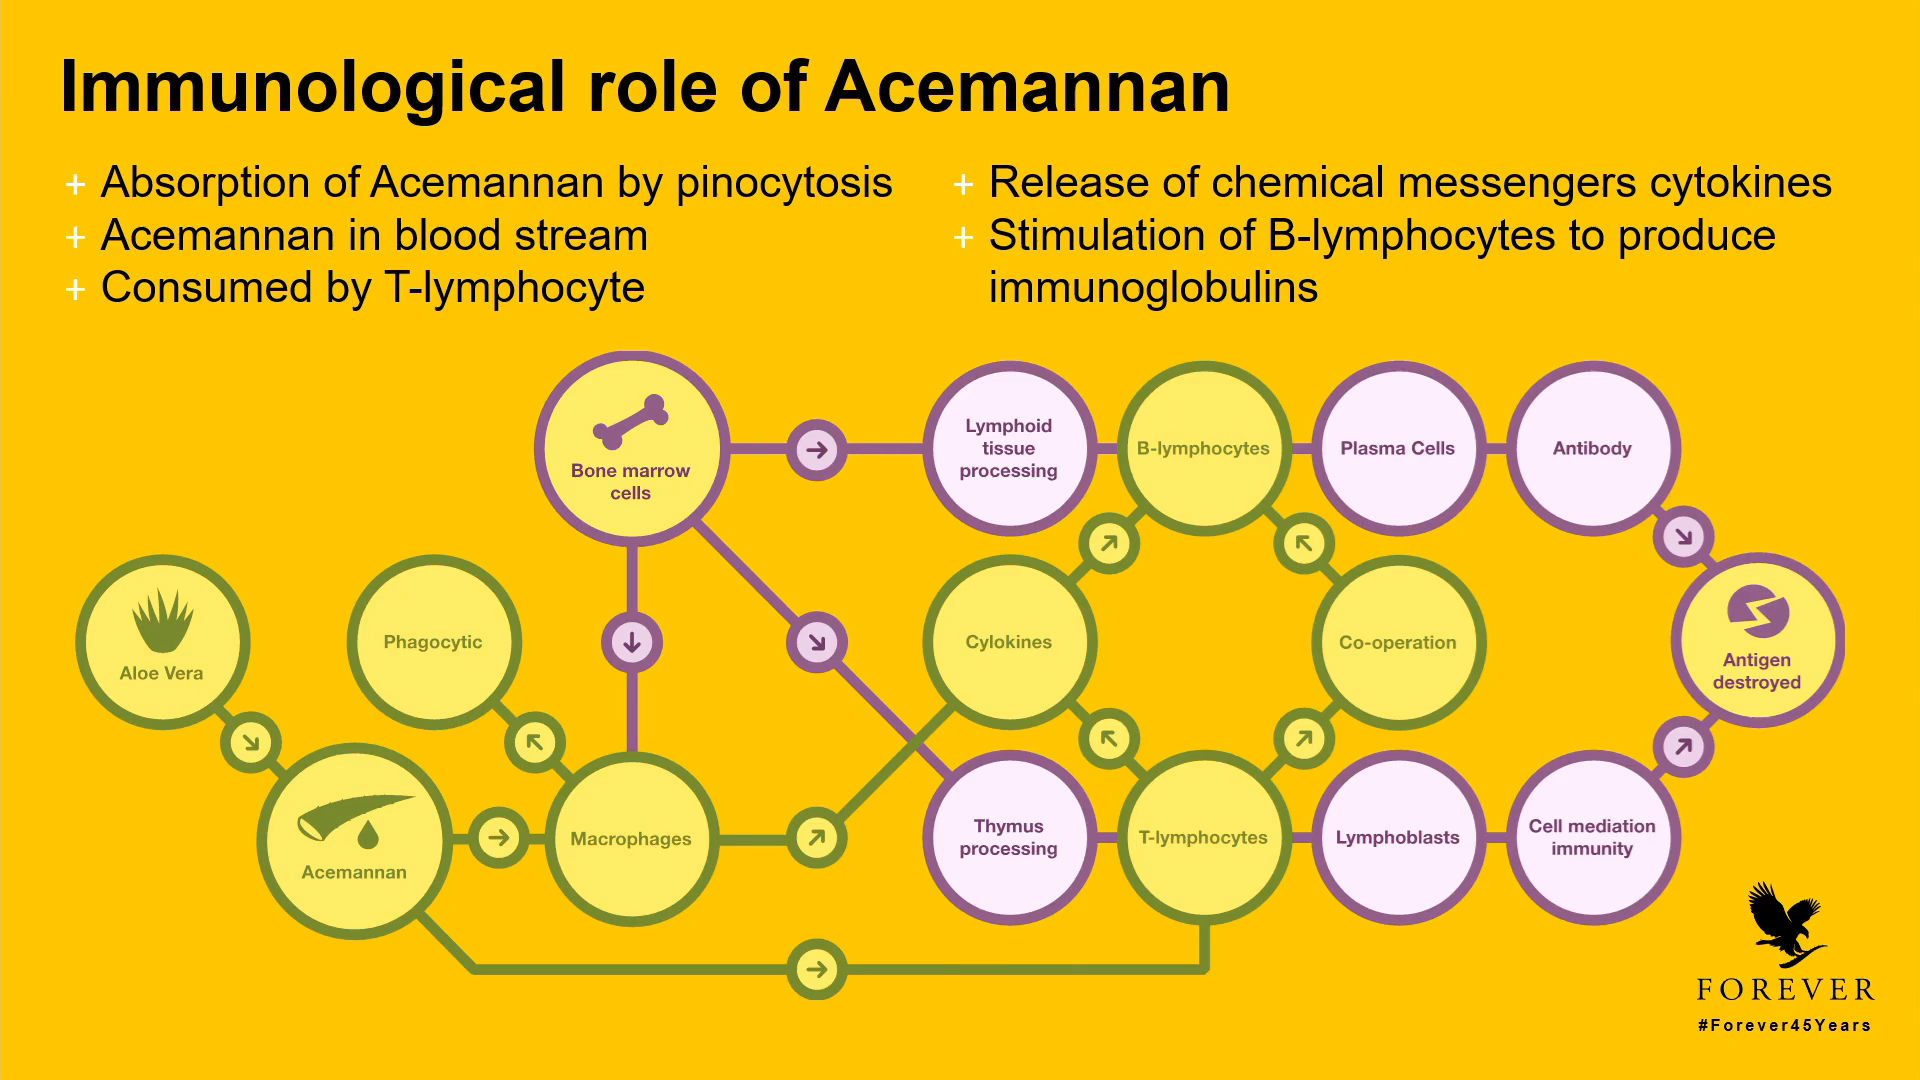 Immunological role of Acemannan
+ Absorption of Acemannan by pinocytosis
+ Acemannan in blood stream
+ Consumed by T-lymphocyte
+ Release of chemical messengers cytokines
+ Stimulation of B-lymphocytes to produce
immunoglobulins
Bone marrow
cells
Lymphoid
tissue
processing
B-lymphocytes
Plasma Cells
Antibody
Aloe Vera
Phagocytic
Cylokines
Co-operation
Antigen
destroyed
Acemannan
Macrophages
Thymus
processing
T-lymphocytes
Lymphoblasts
Cell mediation
immunity
FOREVER
#Forever45Years